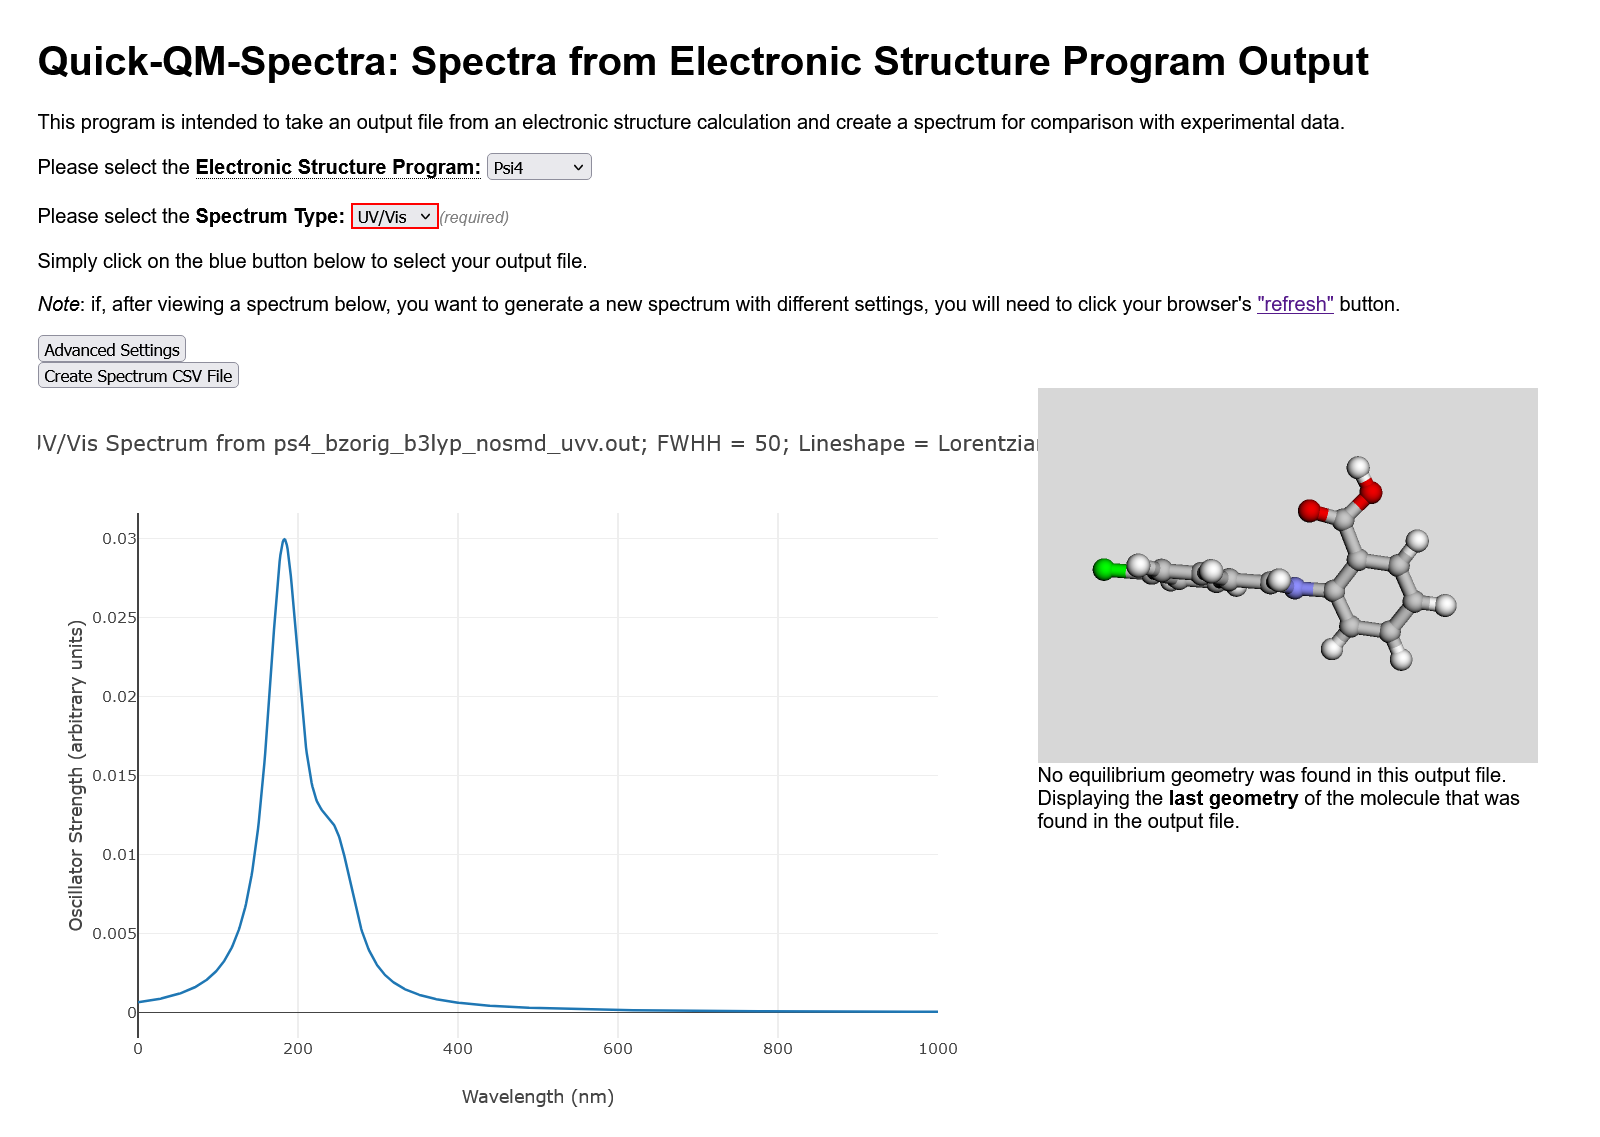 Quick-QM-Spectra: Spectra from Electronic Structure Program Output
This program is intended to take an output file from an electronic structure calculation and create a spectrum for comparison with experimental data.
Please select the Electronic Structure Program: Psi4
Please select the Spectrum Type: UV/Vis (required)
Simply click on the blue button below to select your output file.
Note: if, after viewing a spectrum below, you want to generate a new spectrum with different settings, you will need to click your browser's "refresh" button.
Advanced Settings
Create Spectrum CSV File
UV/Vis Spectrum from ps4_bzorig_b3lyp_nosmd_uvv.out; FWHH = 50; Lineshape = Lorentzian
0.03
0.025
0.02
0.015
0.01
0.005
0
Oscillator Strength (arbitrary units)
0 200 400 600 800 1000
Wavelength (nm)
No equilibrium geometry was found in this output file.
Displaying the last geometry of the molecule that was
found in the output file.